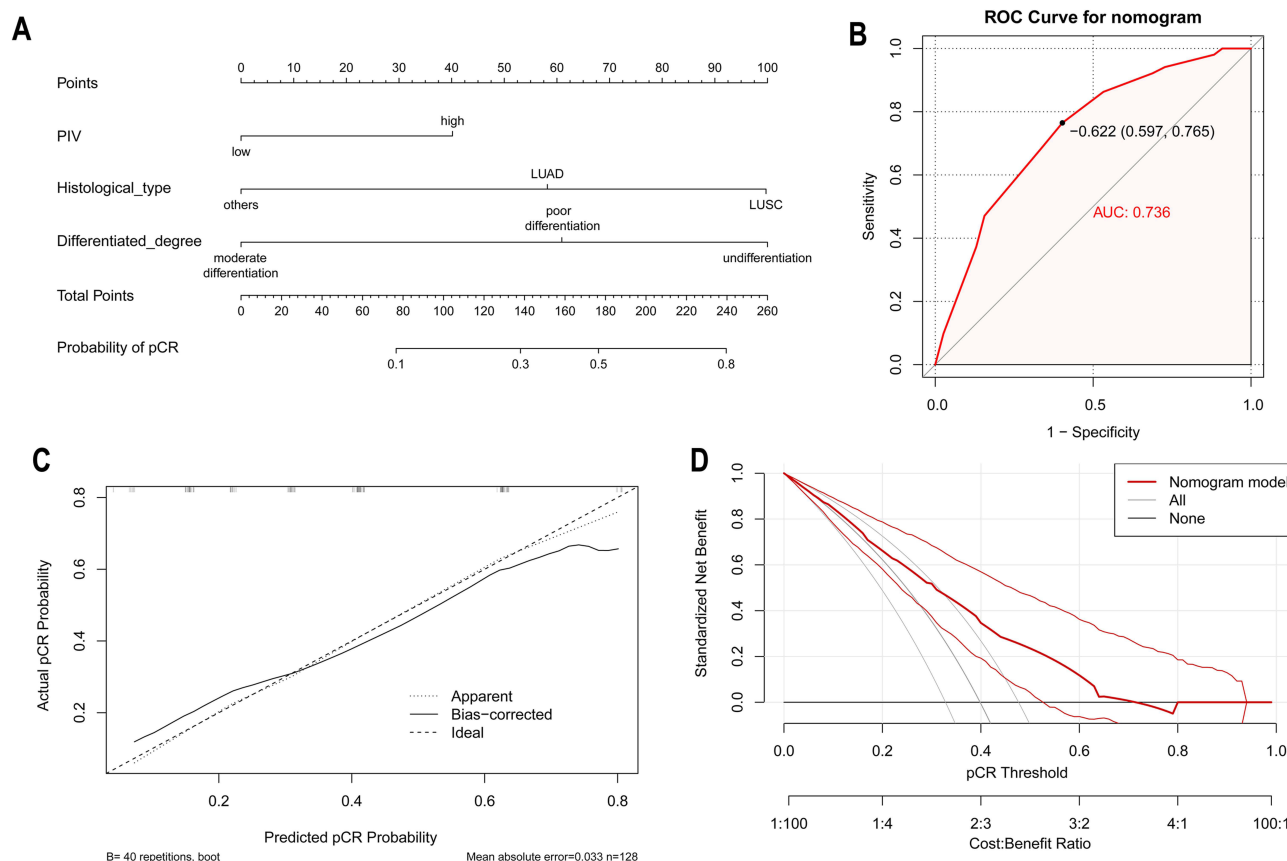 A
Points
0 10 20 30 40 50 60 70 80 90 100
PIV
high
low
Histological_type
LUAD
others
LUSC
Differentiated_degree
poor
differentiation
moderate
differentiation
undifferentiation
Total Points
0 20 40 60 80 100 120 140 160 180 200 220 240 260
Probability of pCR
0.1 0.3 0.5 0.8
B
ROC Curve for nomogram
Sensitivity
1.0
0.8
0.6
0.4
0.2
0.0
−0.622 (0.597, 0.765)
AUC: 0.736
0.0 0.5 1.0
1 − Specificity
C
Actual pCR Probability
0.8
0.6
0.4
0.2
Apparent
Bias−corrected
Ideal
0.2 0.4 0.6 0.8
Predicted pCR Probability
B= 40 repetitions, boot
Mean absolute error=0.033 n=128
D
Standardized Net Benefit
1.0
0.8
0.6
0.4
0.2
0.0
Nomogram model
All
None
0.0 0.2 0.4 0.6 0.8 1.0
pCR Threshold
1:100 1:4 2:3 3:2 4:1 100:1
Cost:Benefit Ratio